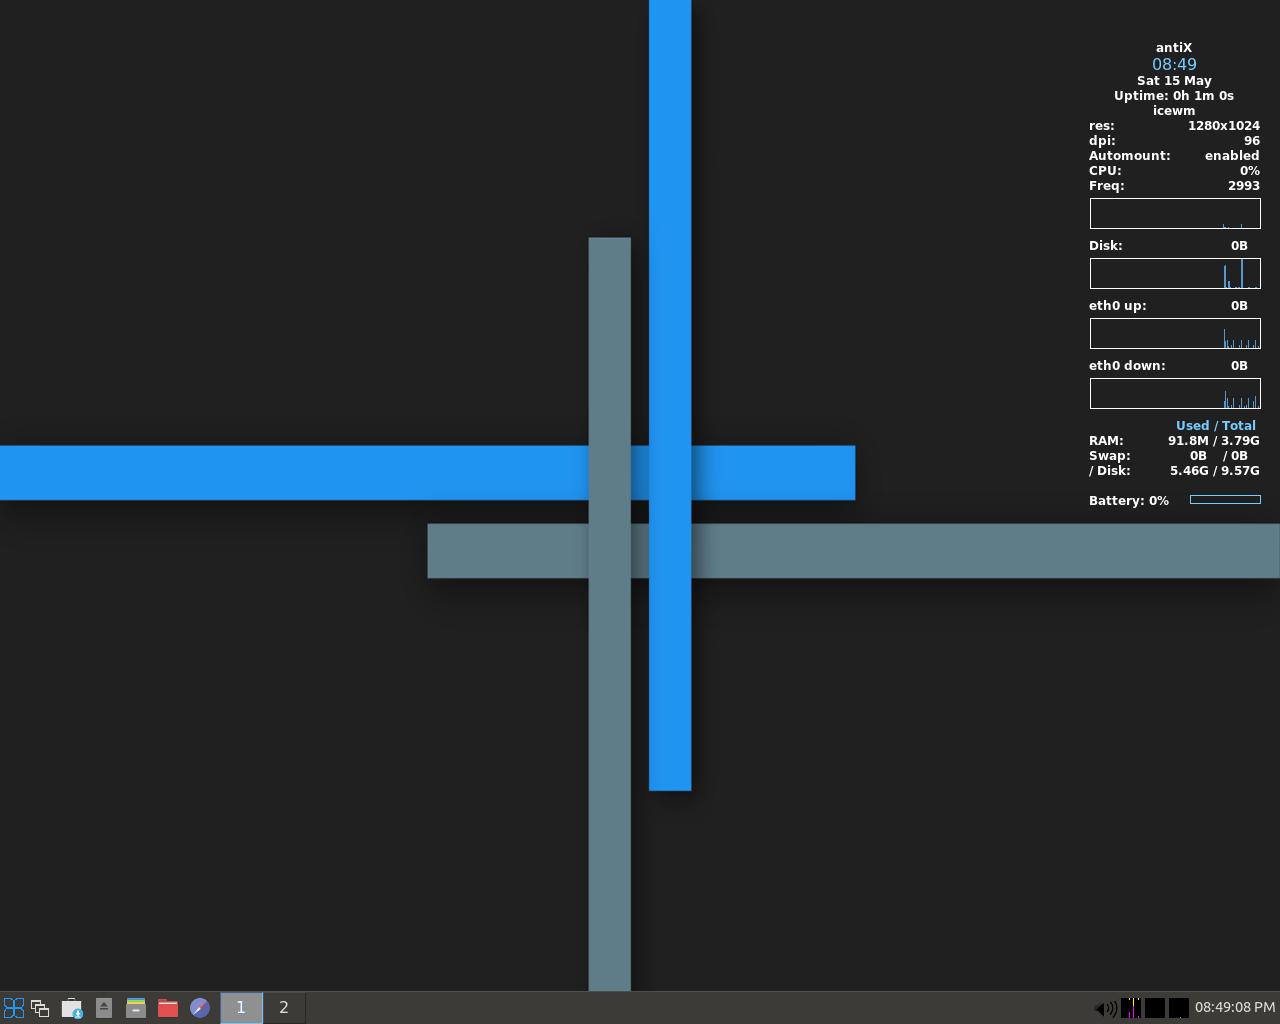 antiX
08:49
Sat 15 May
Uptime: 0h 1m 0s
icewm
res: 1280x1024
dpi: 96
Automount: enabled
CPU: 0%
Freq: 2993
Disk: 0B
eth0 up: 0B
eth0 down: 0B
Used / Total
RAM: 91.8M / 3.79G
Swap: 0B / 0B
/ Disk: 5.46G / 9.57G
Battery: 0%
1 2 08:49:08 PM